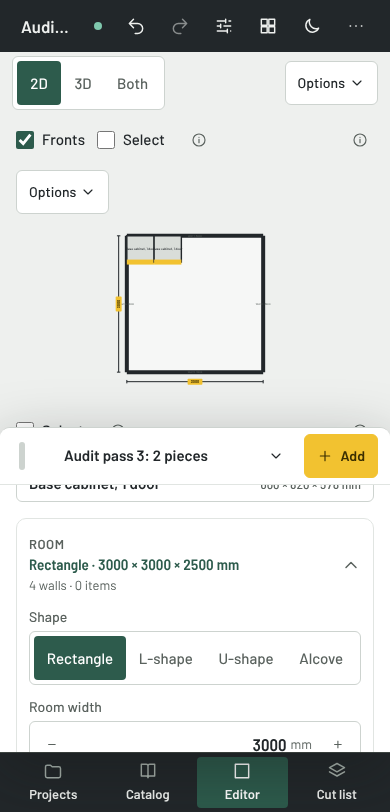 Audi...
2D 3D Both
Options
Fronts Select
Options
3000
Audit pass 3: 2 pieces
Add
Base cabinet, 1 door
ROOM
Rectangle · 3000 × 3000 × 2500 mm
4 walls · 0 items
Shape
Rectangle L-shape U-shape Alcove
Room width
− 3000 mm +
Projects Catalog Editor Cut list